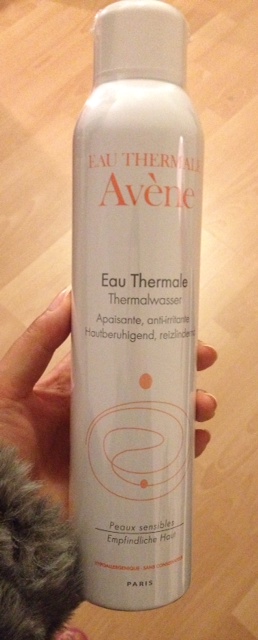 EAU THERMALE
Avène
Eau Thermale
Thermalwasser
Apaisante, anti-irritante
Hautberuhigend, reizlindernd
Peaux sensibles
Empfindliche Haut
PARIS